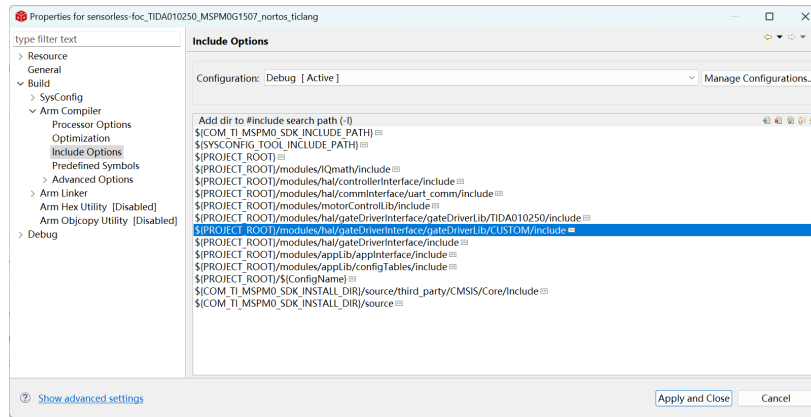 Properties for sensorless-foc_TIDA010250_MSPM0G1507_nortos_ticlang
type filter text
Resource
General
Build
SysConfig
Arm Compiler
Processor Options
Optimization
Include Options
Predefined Symbols
Advanced Options
Arm Linker
Arm Hex Utility [Disabled]
Arm Objcopy Utility [Disabled]
Debug
Include Options
Configuration: Debug [ Active ]
Manage Configurations..
Add dir to #include search path (-I)
${COM_TI_MSPM0_SDK_INCLUDE_PATH}
${SYSCONFIG_TOOL_INCLUDE_PATH}
${PROJECT_ROOT}
${PROJECT_ROOT}/modules/IQmath/include
${PROJECT_ROOT}/modules/hal/controllerInterface/include
${PROJECT_ROOT}/modules/hal/commInterface/uart_comm/include
${PROJECT_ROOT}/modules/motorControlLib/include
${PROJECT_ROOT}/modules/hal/gateDriverInterface/gateDriverLib/TIDA010250/include
${PROJECT_ROOT}/modules/hal/gateDriverInterface/gateDriverLib/CUSTOM/include
${PROJECT_ROOT}/modules/hal/gateDriverInterface/include
${PROJECT_ROOT}/modules/appLib/appInterface/include
${PROJECT_ROOT}/modules/appLib/configTables/include
${PROJECT_ROOT}/${ConfigName}
${COM_TI_MSPM0_SDK_INSTALL_DIR}/source/third_party/CMSIS/Core/Include
${COM_TI_MSPM0_SDK_INSTALL_DIR}/source
Show advanced settings
Apply and Close
Cancel